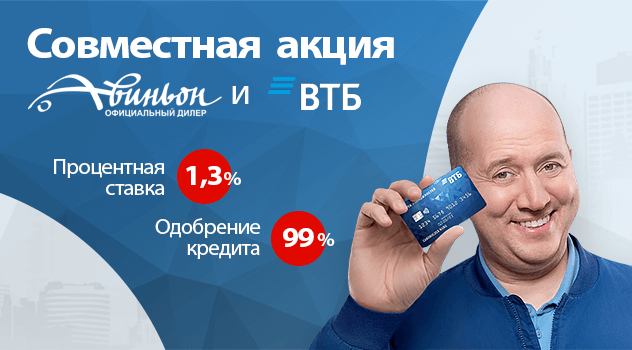 Совместная акция
Авиньон и ВТБ
ОФИЦИАЛЬНЫЙ ДИЛЕР
Процентная
ставка 1,3%
Одобрение
кредита 99%
ВТБ